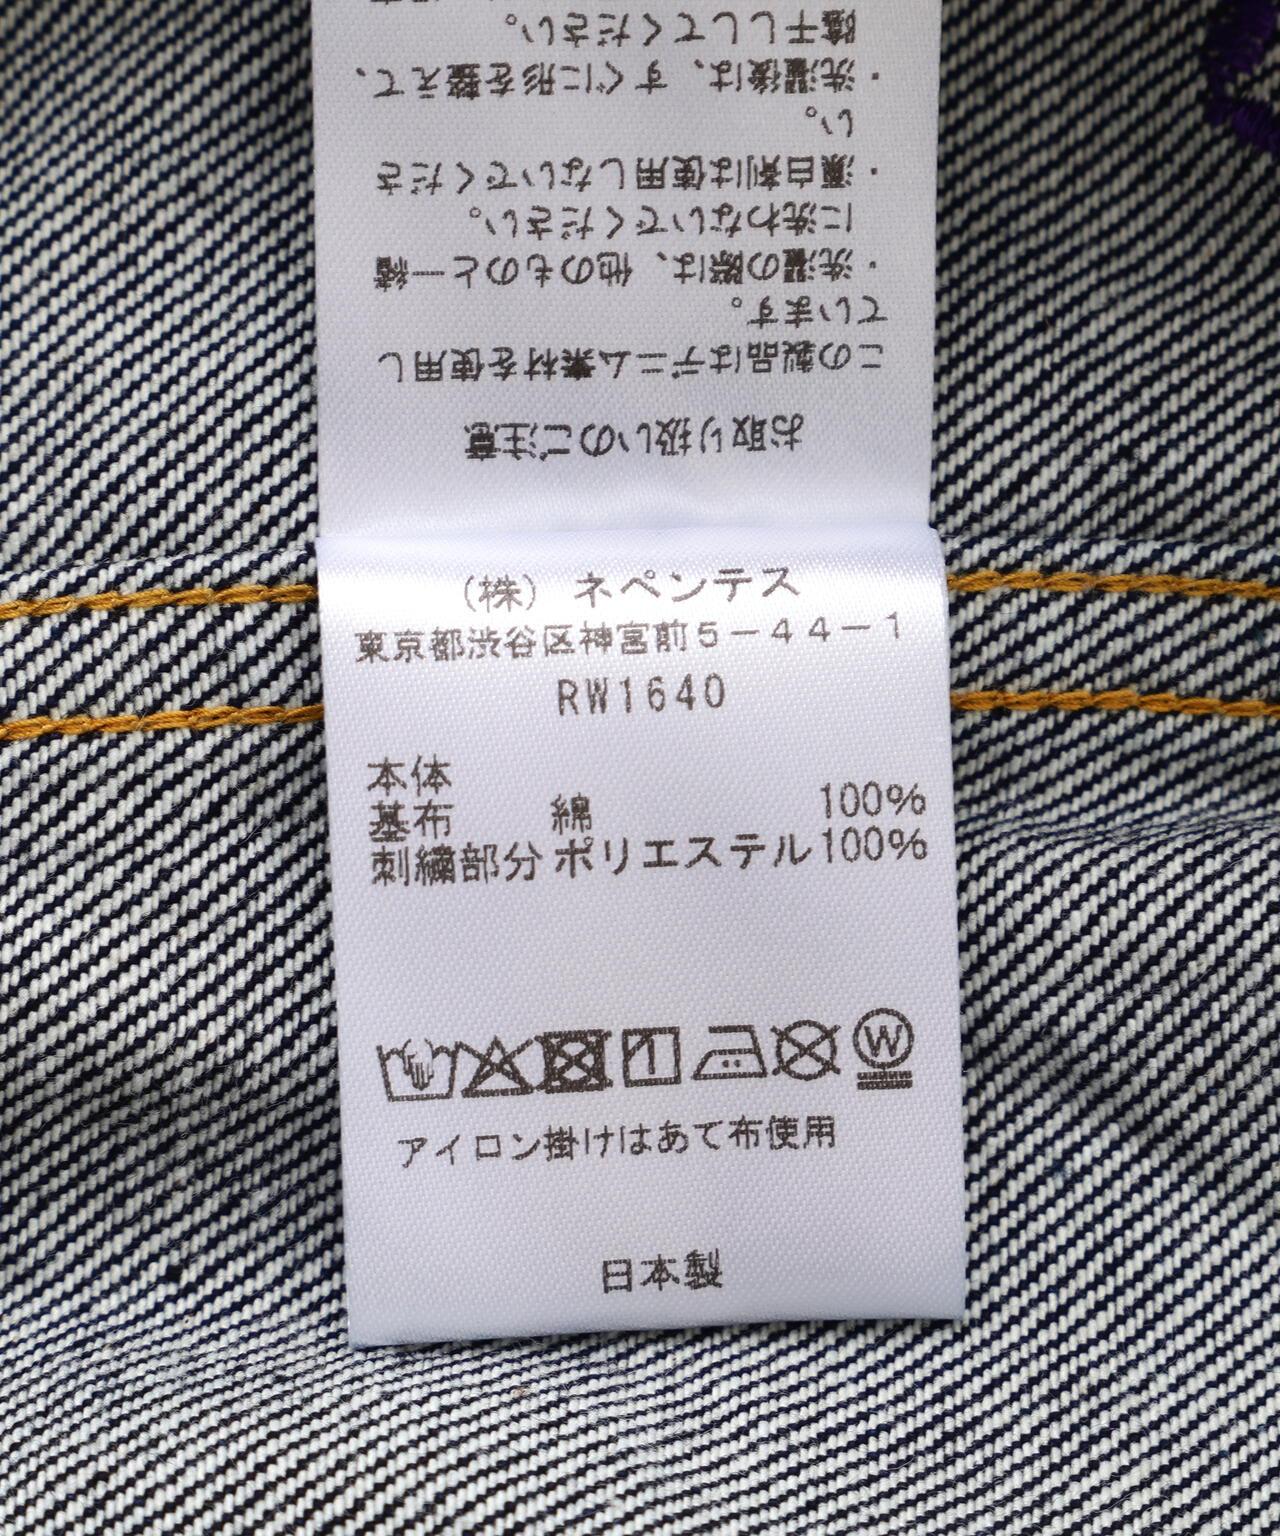 お取り扱いのご注意
この製品はデニム素材を使用し
ています。
・洗濯の際は、他のものと一緒
に洗わないでください。
・漂白剤は使用しないでくださ
い。
・洗濯後は、すぐに形を整えて、
陰干ししてください。
(株) ネペンテス
東京都渋谷区神宮前5-44-1
RW1640
本体
基布 綿 100%
刺繍部分 ポリエステル100%
W
アイロン掛けはあて布使用
日本製